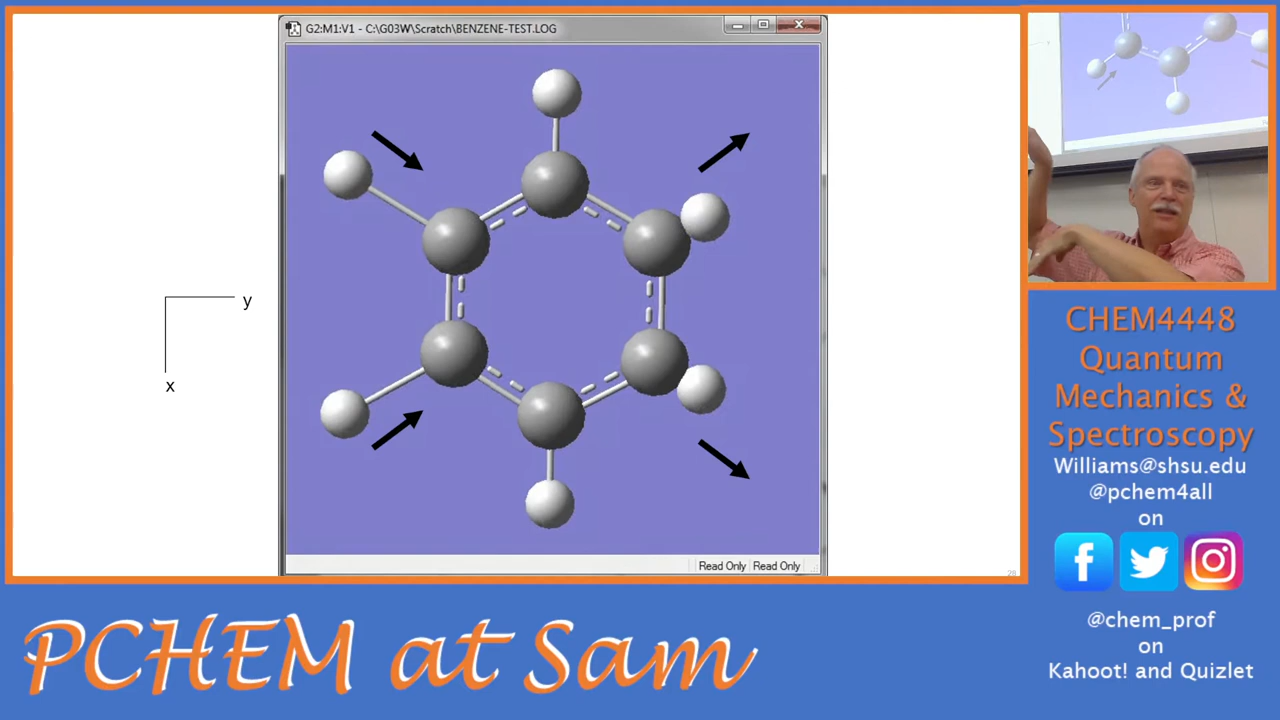 G2:M1:V1 - C:\G03W\Scratch\BENZENE-TEST.LOG
y
x
Read Only Read Only
28
CHEM4448
Quantum
Mechanics &
Spectroscopy
Williams@shsu.edu
@pchem4all
on
@chem_prof
on
Kahoot! and Quizlet
PCHEM at Sam